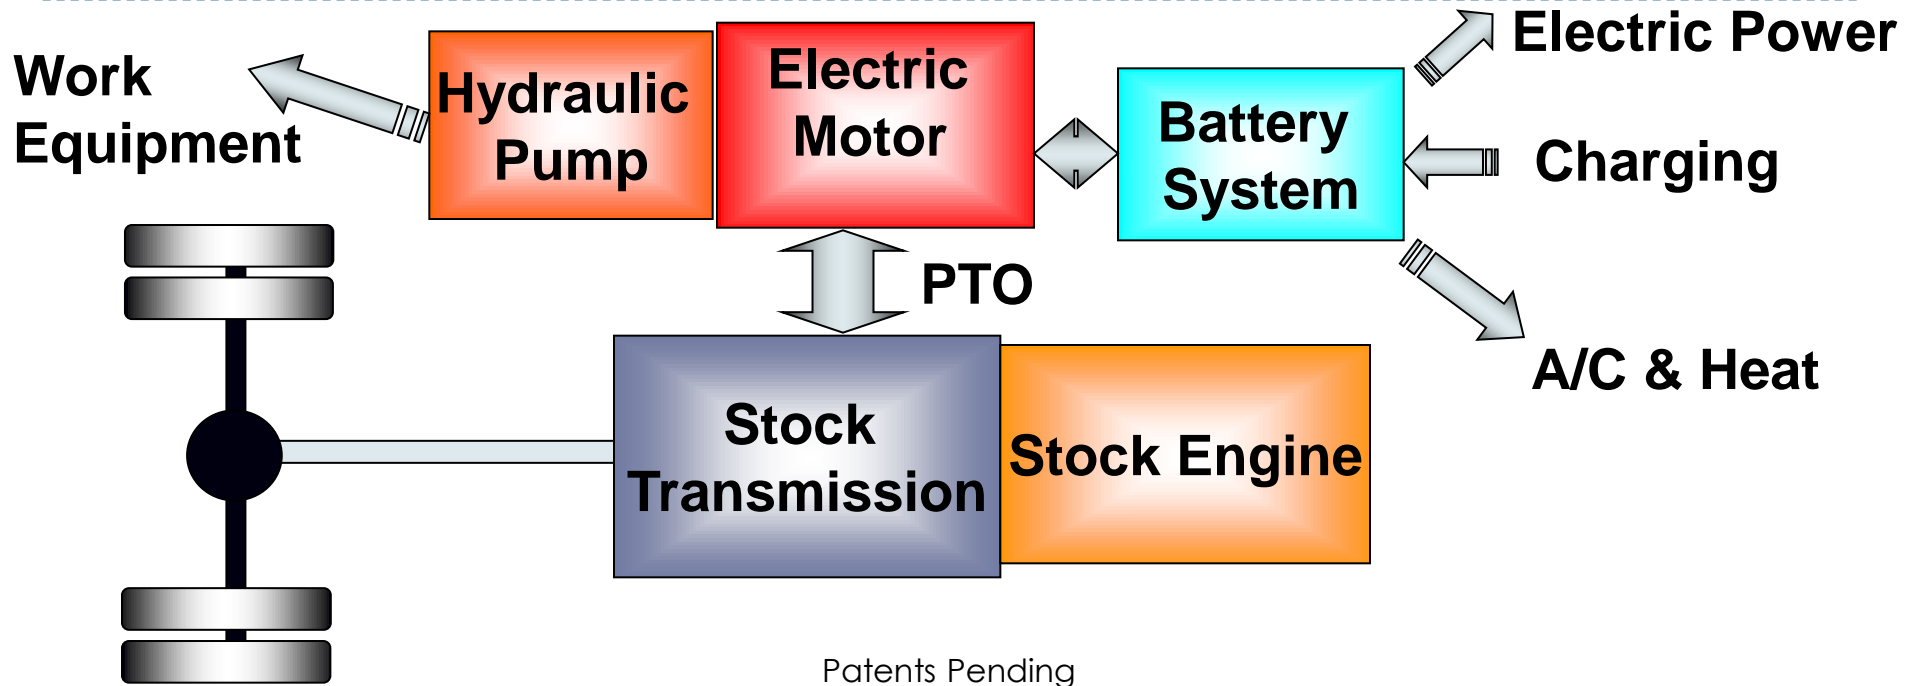 Work
Equipment
Hydraulic
Pump
Electric
Motor
Battery
System
Electric Power
Charging
A/C & Heat
PTO
Stock
Transmission
Stock Engine
Patents Pending